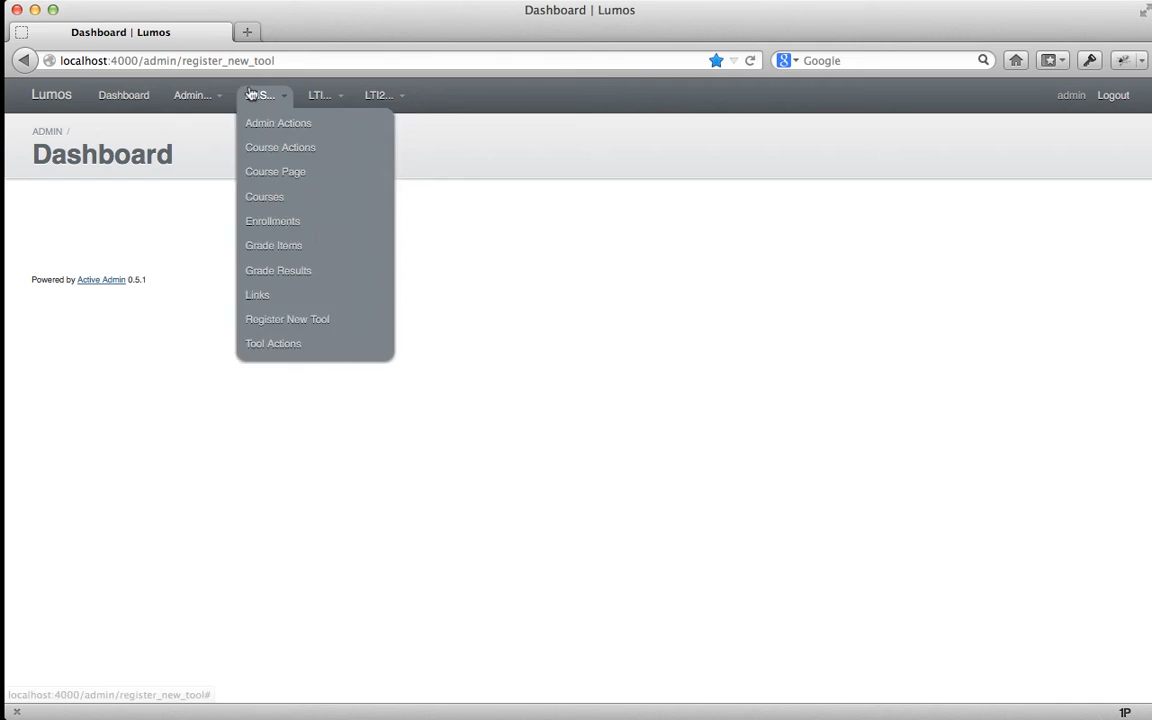 Dashboard | Lumos
Dashboard | Lumos
localhost:4000/admin/register_new_tool
Google
Lumos Dashboard Admin... LTI... LTI2... admin Logout
ADMIN /
Dashboard
Admin Actions
Course Actions
Course Page
Courses
Enrollments
Grade Items
Grade Results
Links
Register New Tool
Tool Actions
Powered by Active Admin 0.5.1
localhost:4000/admin/register_new_tool#
1P